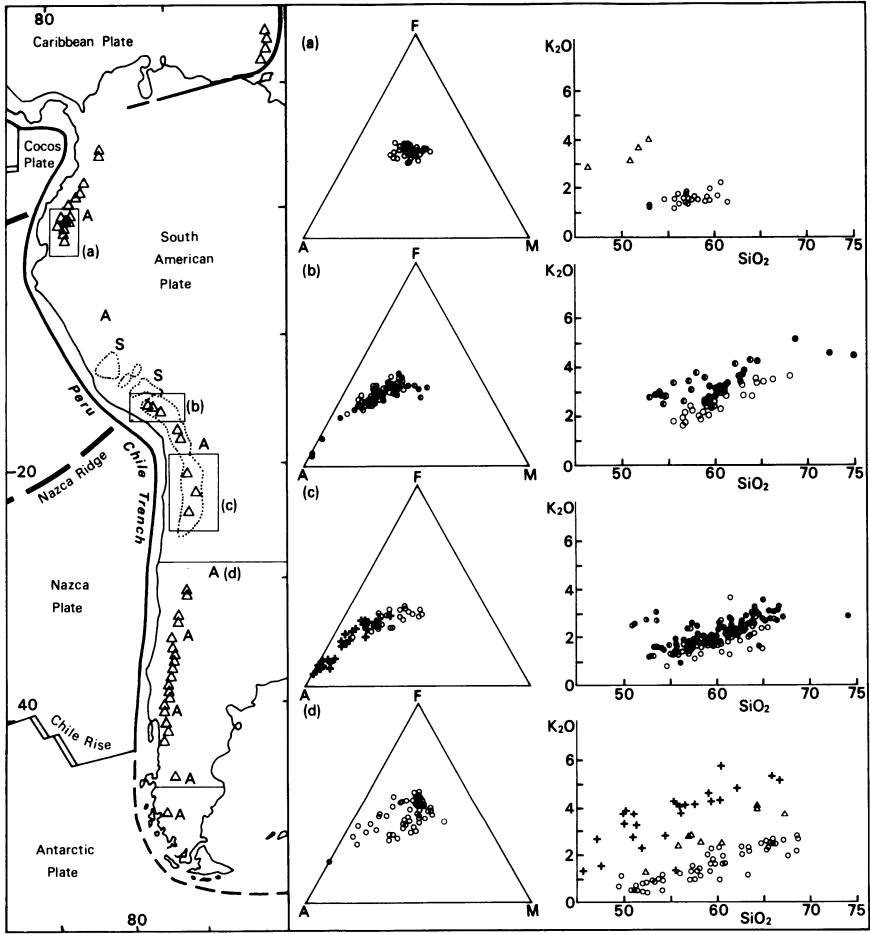 80
Caribbean Plate
Cocos
Plate
A
(a)
South
American
Plate
A
S
S
(b)
Peru
Chile Trench
A
20
Nazca Ridge
(c)
A (d)
Nazca
Plate
A
40
A
Chile Rise
A
A
Antarctic
Plate
80
(a)
F
A
M
K2O
6
4
2
0
50
60
70
75
SiO2
(b)
F
A
M
K2O
6
4
2
0
50
60
70
75
SiO2
(c)
F
A
M
K2O
6
4
2
0
50
60
70
75
SiO2
(d)
F
A
M
K2O
6
4
2
0
50
60
70
75
SiO2